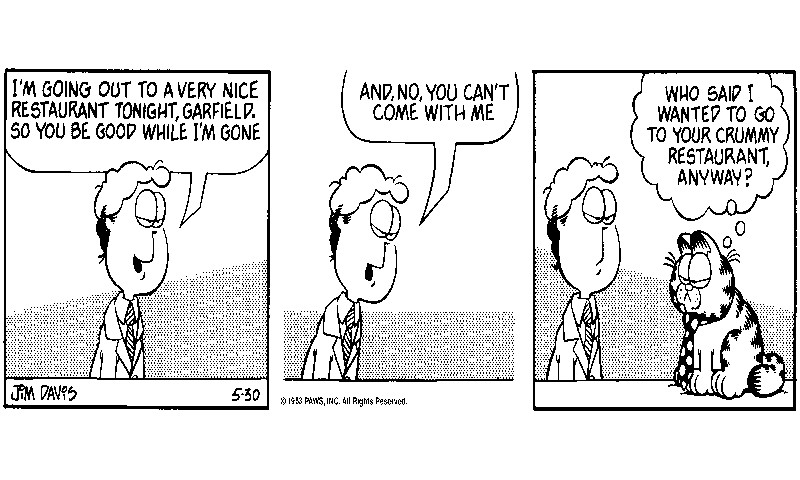 I'M GOING OUT TO A VERY NICE
RESTAURANT TONIGHT, GARFIELD.
SO YOU BE GOOD WHILE I'M GONE
JIM DAVIS
5-30
AND, NO, YOU CAN'T
COME WITH ME
© 1983 PAWS, INC. All Rights Reserved.
WHO SAID I
WANTED TO GO
TO YOUR CRUMMY
RESTAURANT,
ANYWAY?